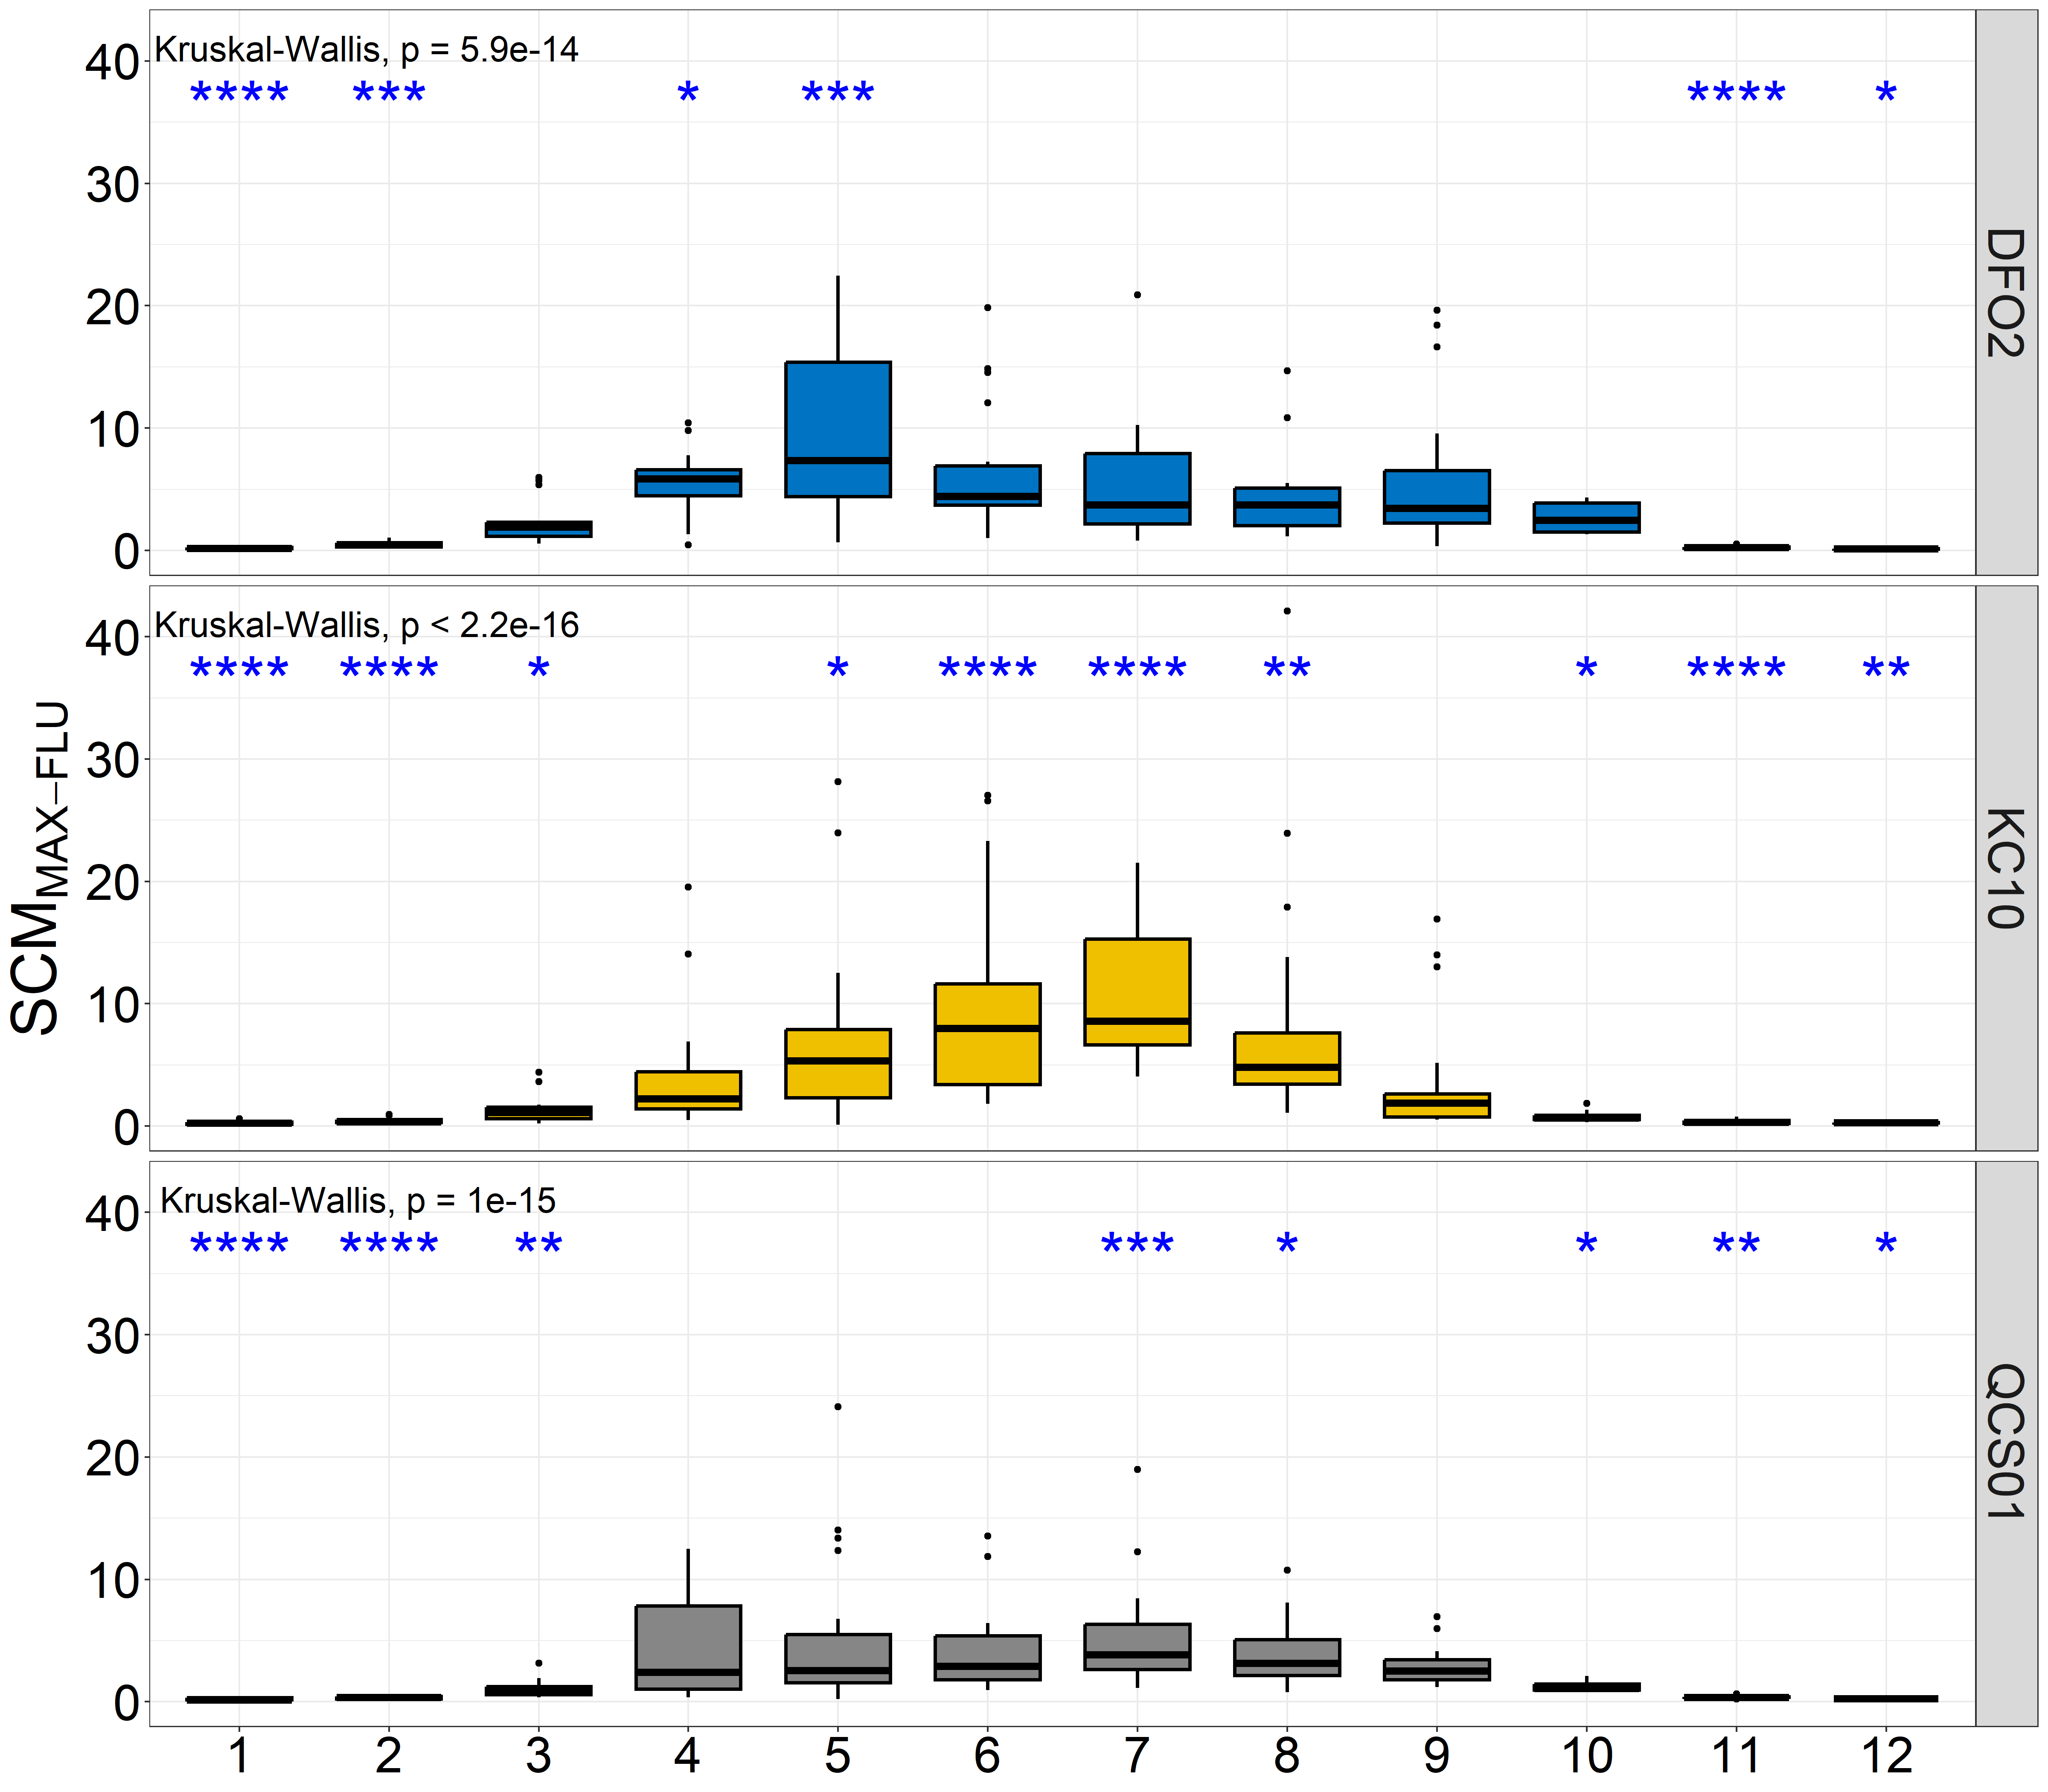 Kruskal-Wallis, p = 5.9e-14
**** *** * *** **** *
40
30
20
10
0
DFO2
Kruskal-Wallis, p < 2.2e-16
**** **** * * **** **** ** * **** **
40
30
20
10
0
KC10
SCM MAX−FLU
Kruskal-Wallis, p = 1e-15
**** **** ** *** * * ** *
40
30
20
10
0
QCS01
1 2 3 4 5 6 7 8 9 10 11 12